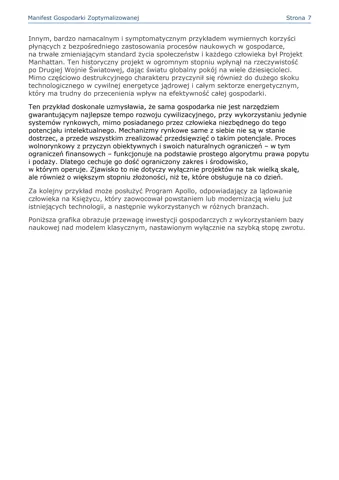 Manifest Gospodarki Zoptymalizowanej Strona 7
Innym, bardzo namacalnym i symptomatycznym przykładem wymiernych korzyści
płynących z bezpośredniego zastosowania procesów naukowych w gospodarce,
na trwałe zmieniającym standard życia społeczeństw i każdego człowieka był Projekt
Manhattan. Ten historyczny projekt w ogromnym stopniu wpłynął na rzeczywistość
po Drugiej Wojnie Światowej, dając światu globalny pokój na wiele dziesięcioleci.
Mimo częściowo destrukcyjnego charakteru przyczynił się również do dużego skoku
technologicznego w cywilnej energetyce jądrowej i całym sektorze energetycznym,
który ma trudny do przecenienia wpływ na efektywność całej gospodarki.
Ten przykład doskonale uzmysławia, że sama gospodarka nie jest narzędziem
gwarantującym najlepsze tempo rozwoju cywilizacyjnego, przy wykorzystaniu jedynie
systemów rynkowych, mimo posiadanego przez człowieka niezbędnego do tego
potencjału intelektualnego. Mechanizmy rynkowe same z siebie nie są w stanie
dostrzec, a przede wszystkim zrealizować przedsięwzięć o takim potencjale. Proces
wolnorynkowy z przyczyn obiektywnych i swoich naturalnych ograniczeń – w tym
ograniczeń finansowych – funkcjonuje na podstawie prostego algorytmu prawa popytu
i podaży. Dlatego cechuje go dość ograniczony zakres i środowisko,
w którym operuje. Zjawisko to nie dotyczy wyłącznie projektów na tak wielką skalę,
ale również o większym stopniu złożoności, niż te, które obsługuje na co dzień.
Za kolejny przykład może posłużyć Program Apollo, odpowiadający za lądowanie
człowieka na Księżycu, który zaowocował powstaniem lub modernizacją wielu już
istniejących technologii, a następnie wykorzystanych w różnych branżach.
Poniższa grafika obrazuje przewagę inwestycji gospodarczych z wykorzystaniem bazy
naukowej nad modelem klasycznym, nastawionym wyłącznie na szybką stopę zwrotu.